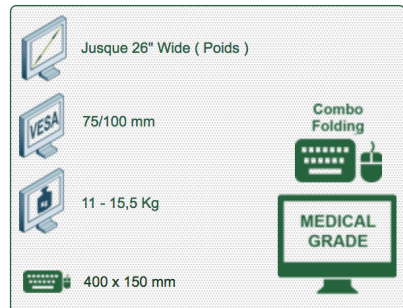 Jusque 26" Wide ( Poids )
VESA
75/100 mm
KG
11 - 15,5 Kg
400 x 150 mm
Combo
Folding
MEDICAL
GRADE